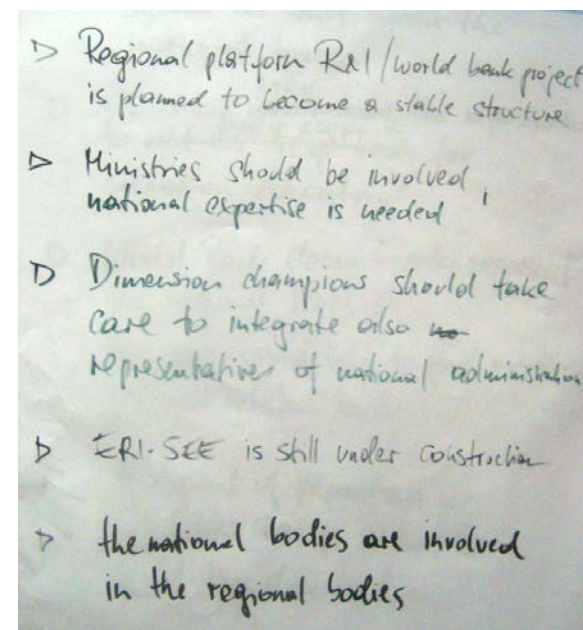 ▷ Regional platform R&I/world bank project
is planned to become a stable structure
▷ Ministries should be involved,
national expertise is needed
▷ Dimension champions should take
care to integrate also
representatives of national administration
▷ ERI-SEE is still under construction
▷ the national bodies are involved
in the regional bodies